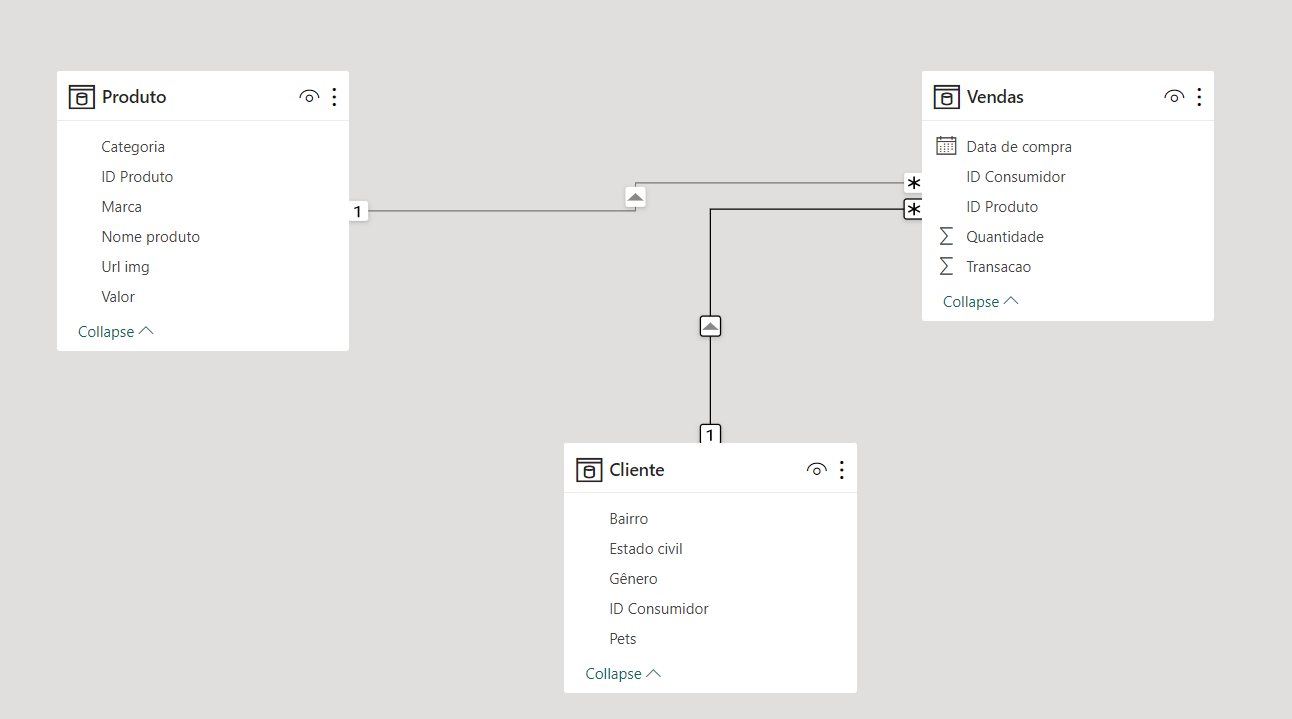 Produto
Categoria
ID Produto
Marca
Nome produto
Url img
Valor
Collapse
1
*
*
1
Vendas
Data de compra
ID Consumidor
ID Produto
Quantidade
Transacao
Collapse
Cliente
Bairro
Estado civil
Gênero
ID Consumidor
Pets
Collapse